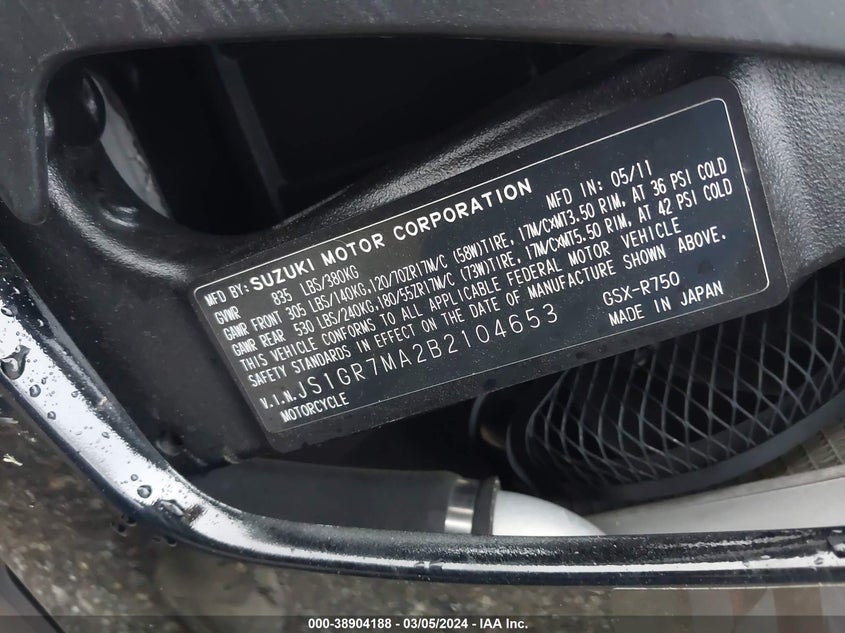 MFD BY: SUZUKI MOTOR CORPORATION MFD IN: 05/11
GVWR 835 LBS/380KG
GAWR FRONT 305 LBS/140KG,120/70ZR17M/C (58W)TIRE, 17M/CxMT3.50 RIM, AT 36 PSI COLD
GAWR REAR 530 LBS/240KG,180/55ZR17M/C (73W)TIRE, 17M/CxMT5.50 RIM, AT 42 PSI COLD
THIS VEHICLE CONFORMS TO ALL APPLICABLE FEDERAL MOTOR VEHICLE
SAFETY STANDARDS IN EFFECT ON THE DATE OF MANUFACTURE SHOWN ABOVE.
V.I.N. JS1GR7MA2B2104653 GSX-R750
MOTORCYCLE MADE IN JAPAN
000-38904188 — 03/05/2024 — IAA Inc.